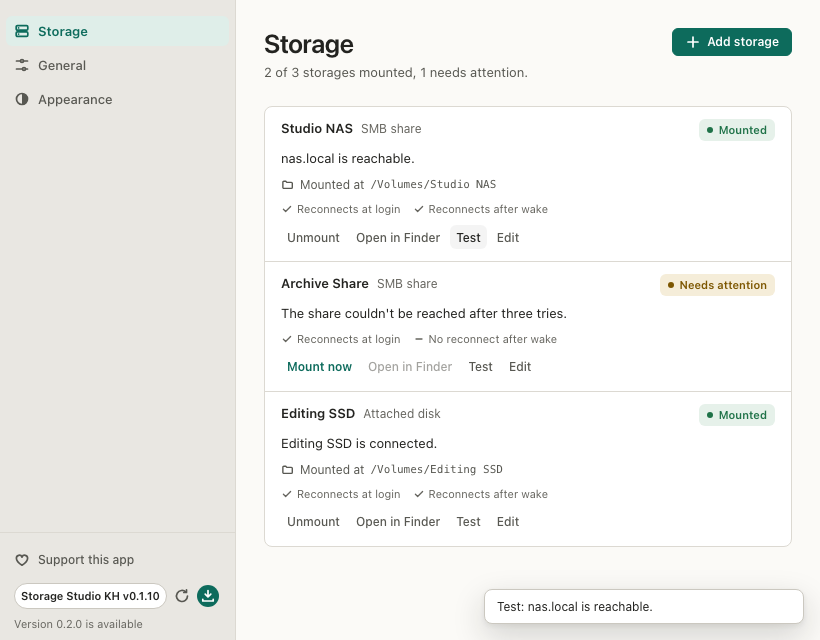 Storage
General
Appearance
Support this app
Storage Studio KH v0.1.10
Version 0.2.0 is available
Storage
Add storage
2 of 3 storages mounted, 1 needs attention.
Studio NAS SMB share
Mounted
nas.local is reachable.
Mounted at /Volumes/Studio NAS
Reconnects at login Reconnects after wake
Unmount Open in Finder Test Edit
Archive Share SMB share
Needs attention
The share couldn't be reached after three tries.
Reconnects at login No reconnect after wake
Mount now Open in Finder Test Edit
Editing SSD Attached disk
Mounted
Editing SSD is connected.
Mounted at /Volumes/Editing SSD
Reconnects at login Reconnects after wake
Unmount Open in Finder Test Edit
Test: nas.local is reachable.